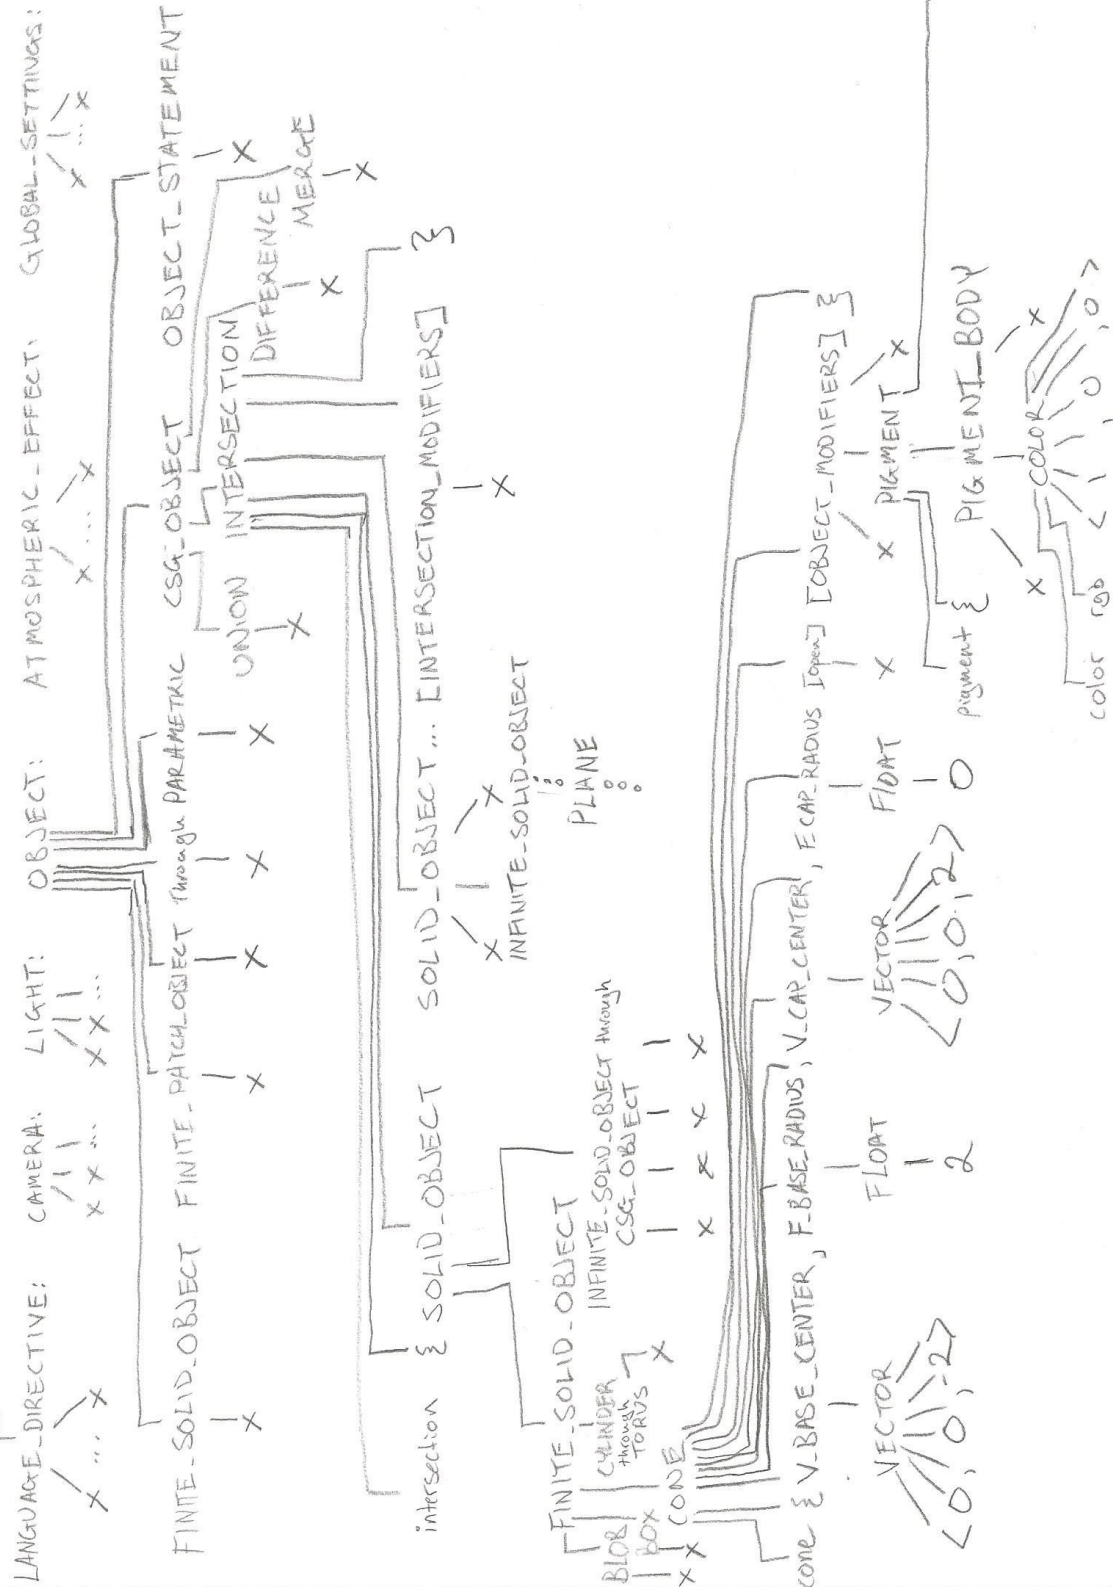 LANGUAGE_DIRECTIVE: CAMERA: LIGHT: OBJECT: ATMOSPHERIC_EFFECT: GLOBAL_SETTINGS:
x ... x x x ... x x ... x ... x x ... x
FINITE_SOLID_OBJECT FINITE_PATCH_OBJECT Through PARAMETRIC CSG_OBJECT OBJECT_STATEMENT
x x x x x x
UNION INTERSECTION DIFFERENCE MERGE
x x x
intersection { SOLID_OBJECT SOLID_OBJECT ... [INTERSECTION_MODIFIERS] }
x
x x
INFINITE_SOLID_OBJECT
PLANE
FINITE_SOLID_OBJECT INFINITE_SOLID_OBJECT through
CSG_OBJECT
BLOB BOX CONE CYLINDER
through
TORUS
x x x x x x x
cone { V_BASE_CENTER, F_BASE_RADIUS, V_CAP_CENTER, F_CAP_RADIUS [open] [OBJECT_MODIFIERS] }
VECTOR FLOAT VECTOR FLOAT x x PIGMENT x
<0, 0, -2> 2 <0, 0, 2> 0
pigment { PIGMENT_BODY
x COLOR x
color rgb < 1, 0, 0 >